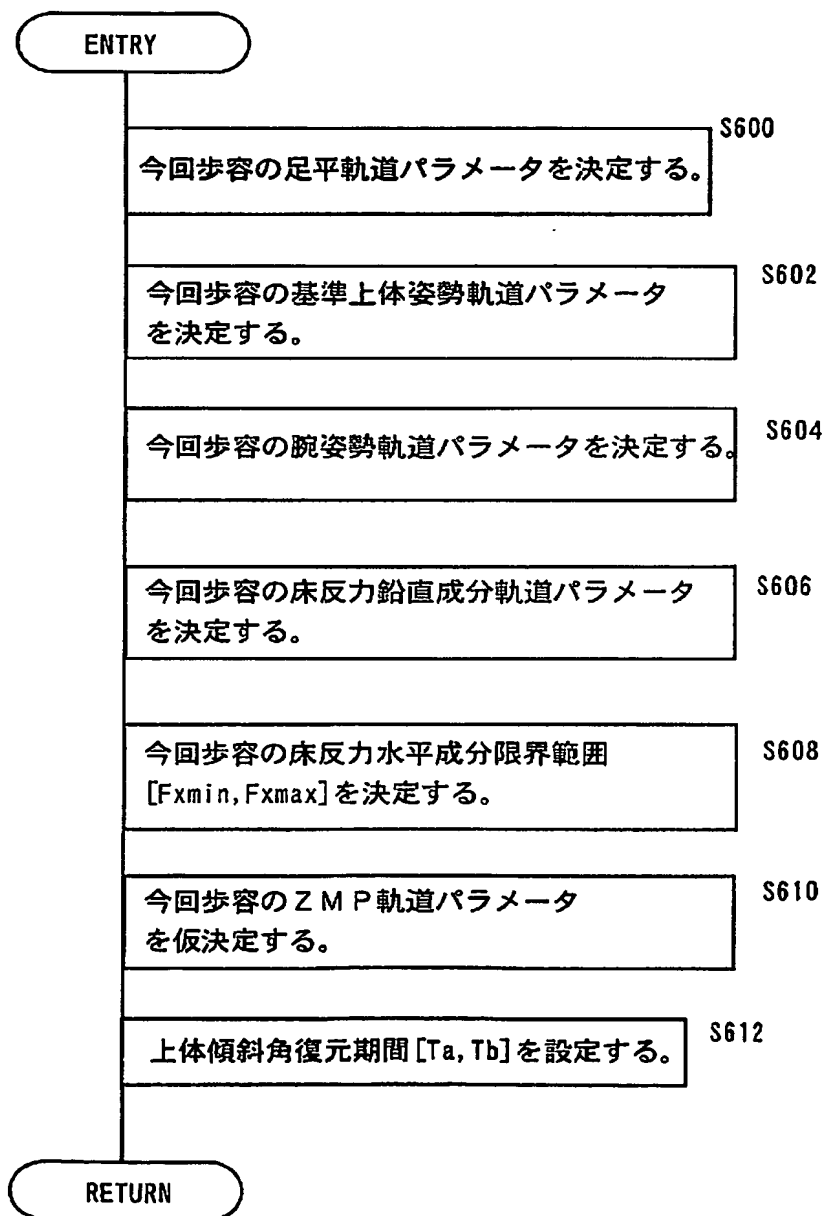 ENTRY
S600
今回歩容の足平軌道パラメータを決定する。
S602
今回歩容の基準上体姿勢軌道パラメータ
を決定する。
S604
今回歩容の腕姿勢軌道パラメータを決定する。
S606
今回歩容の床反力鉛直成分軌道パラメータ
を決定する。
S608
今回歩容の床反力水平成分限界範囲
[Fxmin,Fxmax]を決定する。
S610
今回歩容のＺＭＰ軌道パラメータ
を仮決定する。
S612
上体傾斜角復元期間[Ta,Tb]を設定する。
RETURN